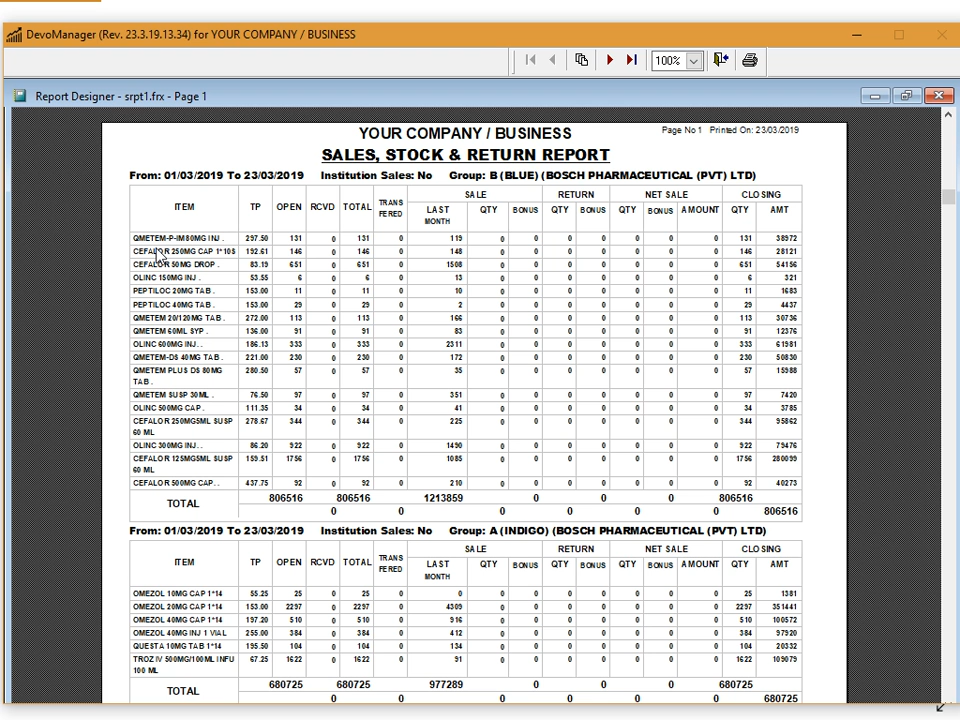 DevoManager (Rev. 23.3.19.13.34) for YOUR COMPANY / BUSINESS
100%
Report Designer - srpt1.frx - Page 1
YOUR COMPANY / BUSINESS Page No 1 Printed On: 23/03/2019
SALES, STOCK & RETURN REPORT
From: 01/03/2019 To 23/03/2019 Institution Sales: No Group: B (BLUE) (BOSCH PHARMACEUTICAL (PVT) LTD)
SALE RETURN NET SALE CLOSING
ITEM TP OPEN RCVD TOTAL TRANS FERED LAST MONTH QTY BONUS QTY BONUS QTY BONUS AMOUNT QTY AMT
QMETEM-P-IM80MG INJ . 297.50 131 0 131 0 119 0 0 0 0 0 0 0 131 38972
CEFALOR 250MG CAP 1*10S 192.61 146 0 146 0 148 0 0 0 0 0 0 0 146 28121
CEFALOR 50MG DROP . 83.19 651 0 651 0 1508 0 0 0 0 0 0 0 651 54156
OLINC 150MG INJ . 53.55 6 0 6 0 13 0 0 0 0 0 0 0 6 321
PEPTILOC 20MG TAB . 153.00 11 0 11 0 10 0 0 0 0 0 0 0 11 1683
PEPTILOC 40MG TAB . 153.00 29 0 29 0 2 0 0 0 0 0 0 0 29 4437
QMETEM 20/120MG TAB . 272.00 113 0 113 0 166 0 0 0 0 0 0 0 113 30736
QMETEM 60ML SYP . 136.00 91 0 91 0 83 0 0 0 0 0 0 0 91 12376
OLINC 600MG INJ. . 186.13 333 0 333 0 2311 0 0 0 0 0 0 0 333 61981
QMETEM-DS 40MG TAB . 221.00 230 0 230 0 172 0 0 0 0 0 0 0 230 50830
QMETEM PLUS DS 80MG 280.50 57 0 57 0 35 0 0 0 0 0 0 0 57 15988
TAB .
QMETEM SUSP 30ML . 76.50 97 0 97 0 351 0 0 0 0 0 0 0 97 7420
OLINC 500MG CAP . 111.35 34 0 34 0 41 0 0 0 0 0 0 0 34 3785
CEFALOR 250MG5ML SUSP 278.67 344 0 344 0 225 0 0 0 0 0 0 0 344 95862
60 ML
OLINC 300MG INJ. . 86.20 922 0 922 0 1490 0 0 0 0 0 0 0 922 79476
CEFALOR 125MG5ML SUSP 159.51 1756 0 1756 0 1085 0 0 0 0 0 0 0 1756 280099
60 ML
CEFALOR 500MG CAP. . 437.75 92 0 92 0 210 0 0 0 0 0 0 0 92 40273
TOTAL 806516 806516 1213859 0 0 0 806516
0 0 0 0 0 0 806516
From: 01/03/2019 To 23/03/2019 Institution Sales: No Group: A (INDIGO) (BOSCH PHARMACEUTICAL (PVT) LTD)
SALE RETURN NET SALE CLOSING
ITEM TP OPEN RCVD TOTAL TRANS FERED LAST MONTH QTY BONUS QTY BONUS QTY BONUS AMOUNT QTY AMT
OMEZOL 10MG CAP 1*14 55.25 25 0 25 0 0 0 0 0 0 0 0 0 25 1381
OMEZOL 20MG CAP 1*14 153.00 2297 0 2297 0 4309 0 0 0 0 0 0 0 2297 351441
OMEZOL 40MG CAP 1*14 197.20 510 0 510 0 916 0 0 0 0 0 0 0 510 100572
OMEZOL 40MG INJ 1 VIAL 255.00 384 0 384 0 412 0 0 0 0 0 0 0 384 97920
QUESTA 10MG TAB 1*14 195.50 104 0 104 0 134 0 0 0 0 0 0 0 104 20332
TROZ IV 500MG/100ML INFU 67.25 1622 0 1622 0 91 0 0 0 0 0 0 0 1622 109079
100 ML
TOTAL 680725 680725 977289 0 0 0 680725
0 0 0 0 0 0 680725